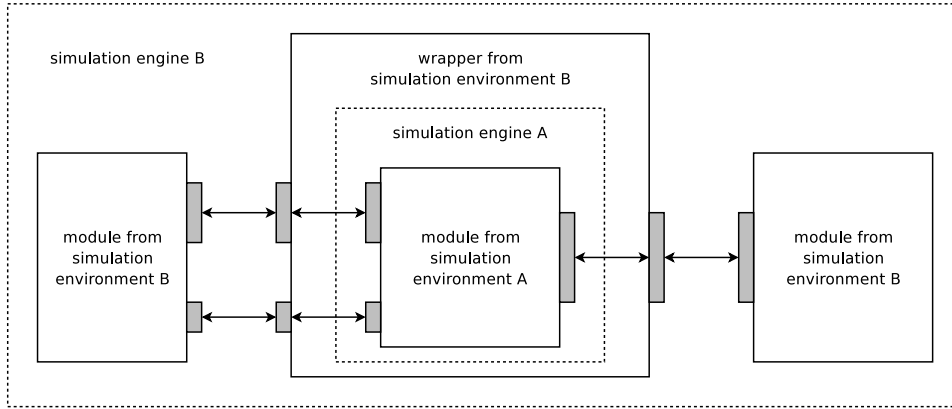 simulation engine B
wrapper from
simulation environment B
simulation engine A
module from
simulation
environment B
module from
simulation
environment A
module from
simulation
environment B